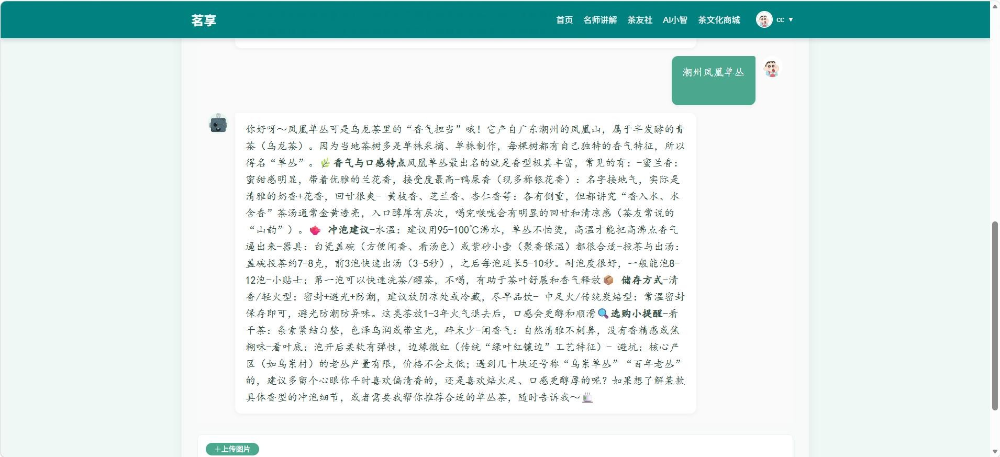 茗享
首页 名师讲解 茶友社 AI小智 茶文化商城 cc ▼
潮州凤凰单丛
你好呀～凤凰单丛可是乌龙茶里的“香气担当”哦！它产自广东潮州的凤凰山，属于半发酵的青
茶（乌龙茶）。因为当地茶树多是单株采摘、单株制作，每棵树都有自己独特的香气特征，所以
得名“单丛”。🌿 香气与口感特点凤凰单丛最出名的就是香型极其丰富，常见的有：-蜜兰香：
蜜甜感明显，带着优雅的兰花香，接受度最高-鸭屎香（现多称银花香）：名字接地气，实际是
清雅的奶香+花香，回甘很爽- 黄枝香、芝兰香、杏仁香等：各有侧重，但都讲究“香入水、水
含香”茶汤通常金黄透亮，入口醇厚有层次，喝完喉咙会有明显的回甘和清凉感（茶友常说的
“山韵”）。🫖 冲泡建议-水温：建议用95-100℃沸水，单丛不怕烫，高温才能把高沸点香气
逼出来-器具：白瓷盖碗（方便闻香、看汤色）或紫砂小壶（聚香保温）都很合适-投茶与出汤：
盖碗投茶约7-8克，前3泡快速出汤（3-5秒），之后每泡延长5-10秒。耐泡度很好，一般能泡8-
12泡-小贴士：第一泡可以快速洗茶/醒茶，不喝，有助于茶叶舒展和香气释放📦 储存方式-清
香/轻火型：密封+避光+防潮，建议放阴凉处或冷藏，尽早品饮- 中足火/传统炭焙型：常温密封
保存即可，避光防潮防异味。这类茶放1-3年火气退去后，口感会更醇和顺滑🔍选购小提醒-看
干茶：条索紧结匀整，色泽乌润或带宝光，碎末少-闻香气：自然清雅不刺鼻，没有香精感或焦
糊味-看叶底：泡开后柔软有弹性，边缘微红（传统“绿叶红镶边”工艺特征）- 避坑：核心产
区（如乌岽村）的老丛产量有限，价格不会太低；遇到几十块还号称“乌岽单丛”“百年老丛”
的，建议多留个心眼你平时喜欢偏清香的，还是喜欢焙火足、口感更醇厚的呢？如果想了解某款
具体香型的冲泡细节，或者需要我帮你推荐合适的单丛茶，随时告诉我～🍵
＋上传图片